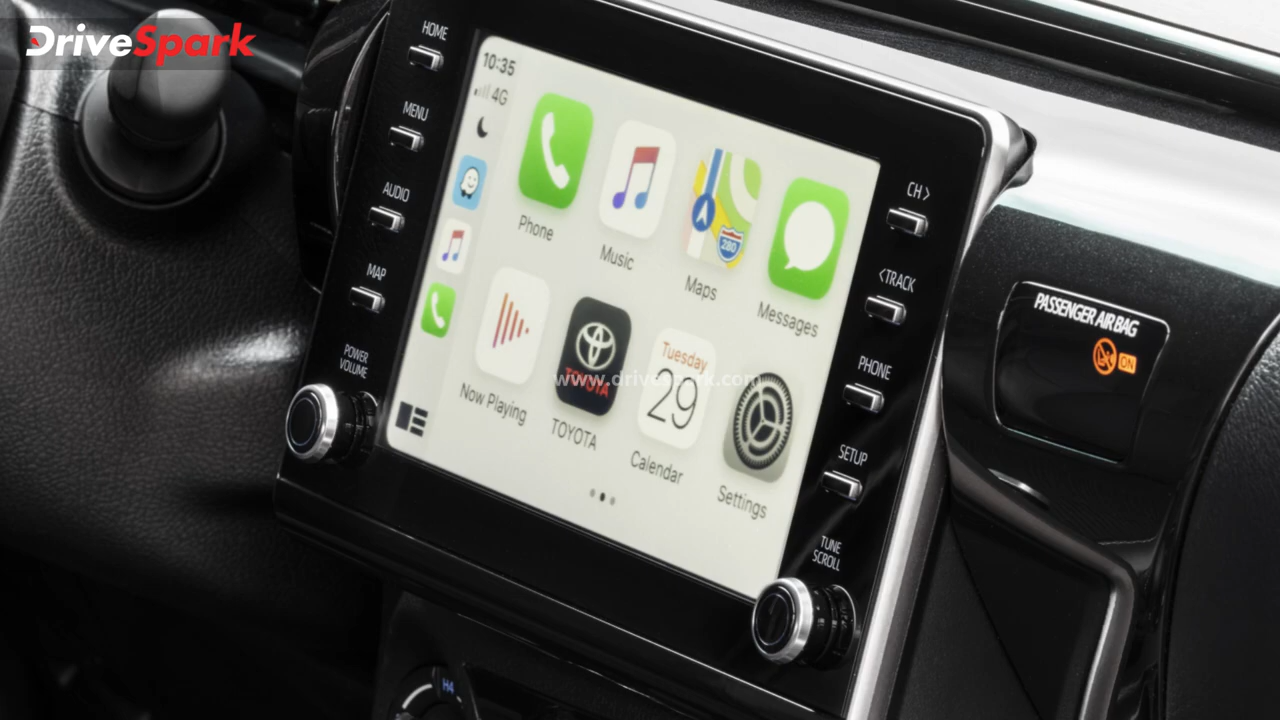 DriveSpark
HOME
MENU
AUDIO
MAP
POWER
VOLUME
10:35
4G
Phone
Music
280
Maps
Messages
Now Playing
TOYOTA
TOYOTA
Tuesday
29
Calendar
Settings
www.drivespark.com
CH >
< TRACK
PHONE
SETUP
TUNE
SCROLL
PASSENGER AIR BAG
ON
H4